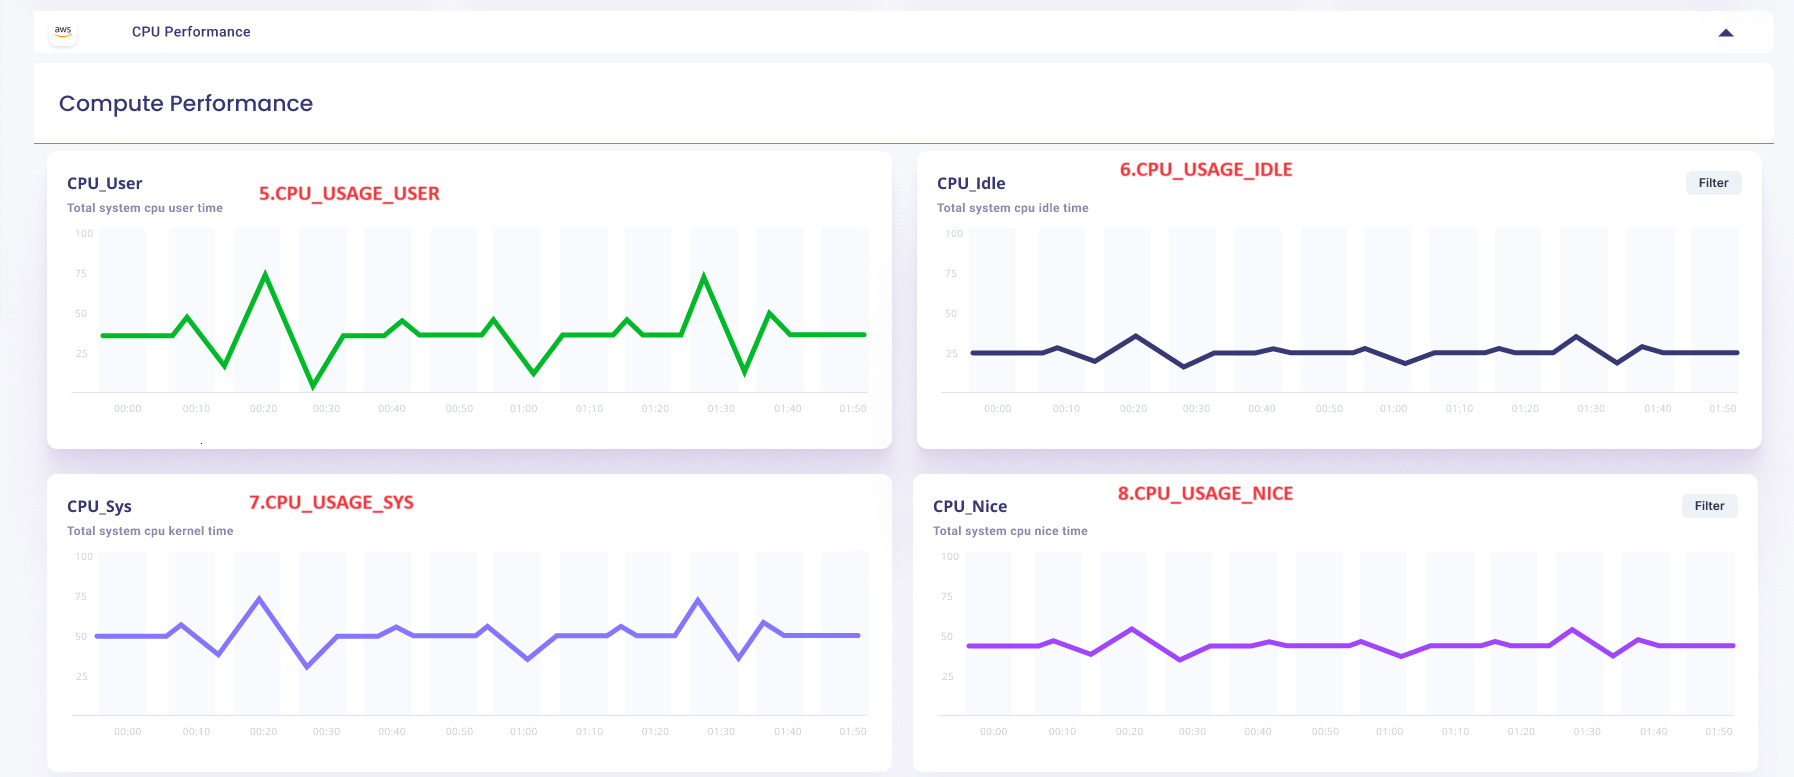 aws
CPU Performance
Compute Performance
CPU_User
5.CPU_USAGE_USER
Total system cpu user time
100
75
50
25
00:00 00:10 00:20 00:30 00:40 00:50 01:00 01:10 01:20 01:30 01:40 01:50
6.CPU_USAGE_IDLE
CPU_Idle
Filter
Total system cpu idle time
100
75
50
25
00:00 00:10 00:20 00:30 00:40 00:50 01:00 01:10 01:20 01:30 01:40 01:50
CPU_Sys
7.CPU_USAGE_SYS
Total system cpu kernel time
100
75
50
25
00:00 00:10 00:20 00:30 00:40 00:50 01:00 01:10 01:20 01:30 01:40 01:50
8.CPU_USAGE_NICE
CPU_Nice
Filter
Total system cpu nice time
100
75
50
25
00:00 00:10 00:20 00:30 00:40 00:50 01:00 01:10 01:20 01:30 01:40 01:50